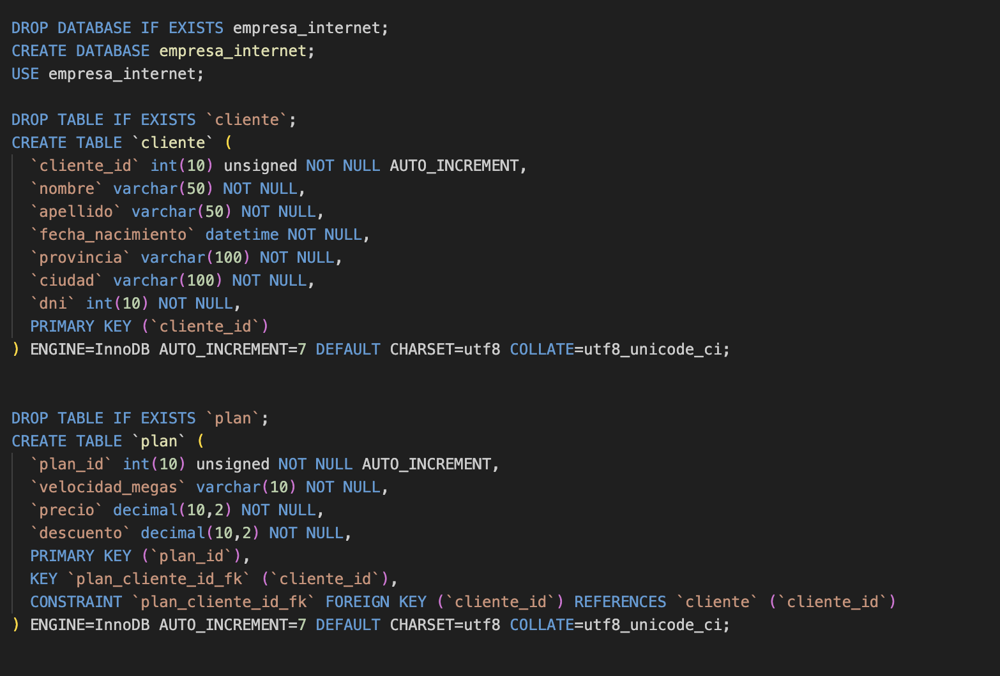 DROP DATABASE IF EXISTS empresa_internet;
CREATE DATABASE empresa_internet;
USE empresa_internet;
DROP TABLE IF EXISTS `cliente`;
CREATE TABLE `cliente` (
  `cliente_id` int(10) unsigned NOT NULL AUTO_INCREMENT,
  `nombre` varchar(50) NOT NULL,
  `apellido` varchar(50) NOT NULL,
  `fecha_nacimiento` datetime NOT NULL,
  `provincia` varchar(100) NOT NULL,
  `ciudad` varchar(100) NOT NULL,
  `dni` int(10) NOT NULL,
  PRIMARY KEY (`cliente_id`)
) ENGINE=InnoDB AUTO_INCREMENT=7 DEFAULT CHARSET=utf8 COLLATE=utf8_unicode_ci;
DROP TABLE IF EXISTS `plan`;
CREATE TABLE `plan` (
  `plan_id` int(10) unsigned NOT NULL AUTO_INCREMENT,
  `velocidad_megas` varchar(10) NOT NULL,
  `precio` decimal(10,2) NOT NULL,
  `descuento` decimal(10,2) NOT NULL,
  PRIMARY KEY (`plan_id`),
  KEY `plan_cliente_id_fk` (`cliente_id`),
  CONSTRAINT `plan_cliente_id_fk` FOREIGN KEY (`cliente_id`) REFERENCES `cliente` (`cliente_id`)
) ENGINE=InnoDB AUTO_INCREMENT=7 DEFAULT CHARSET=utf8 COLLATE=utf8_unicode_ci;